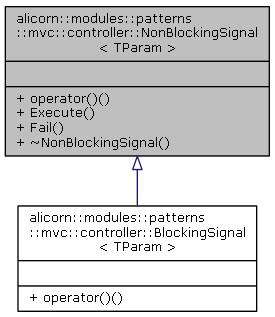 alicorn::modules::patterns
::mvc::controller::NonBlockingSignal
< TParam >
+ operator()()
+ Execute()
+ Fail()
+ ~NonBlockingSignal()
alicorn::modules::patterns
::mvc::controller::BlockingSignal
< TParam >
+ operator()()